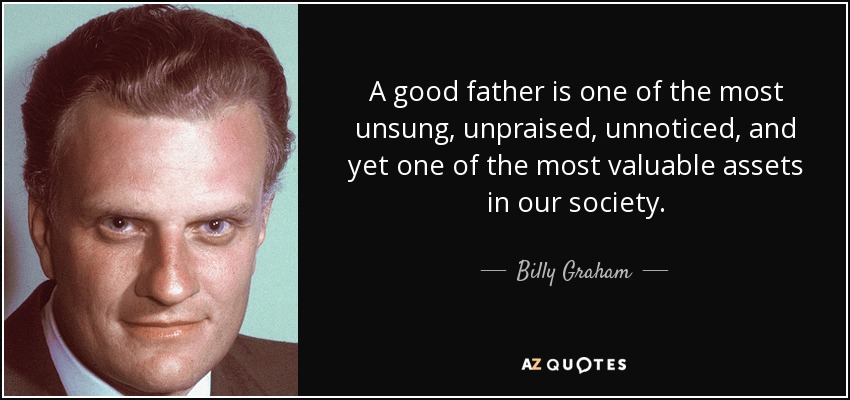 A good father is one of the most
unsung, unpraised, unnoticed, and
yet one of the most valuable assets
in our society.
Billy Graham
AZ QUOTES